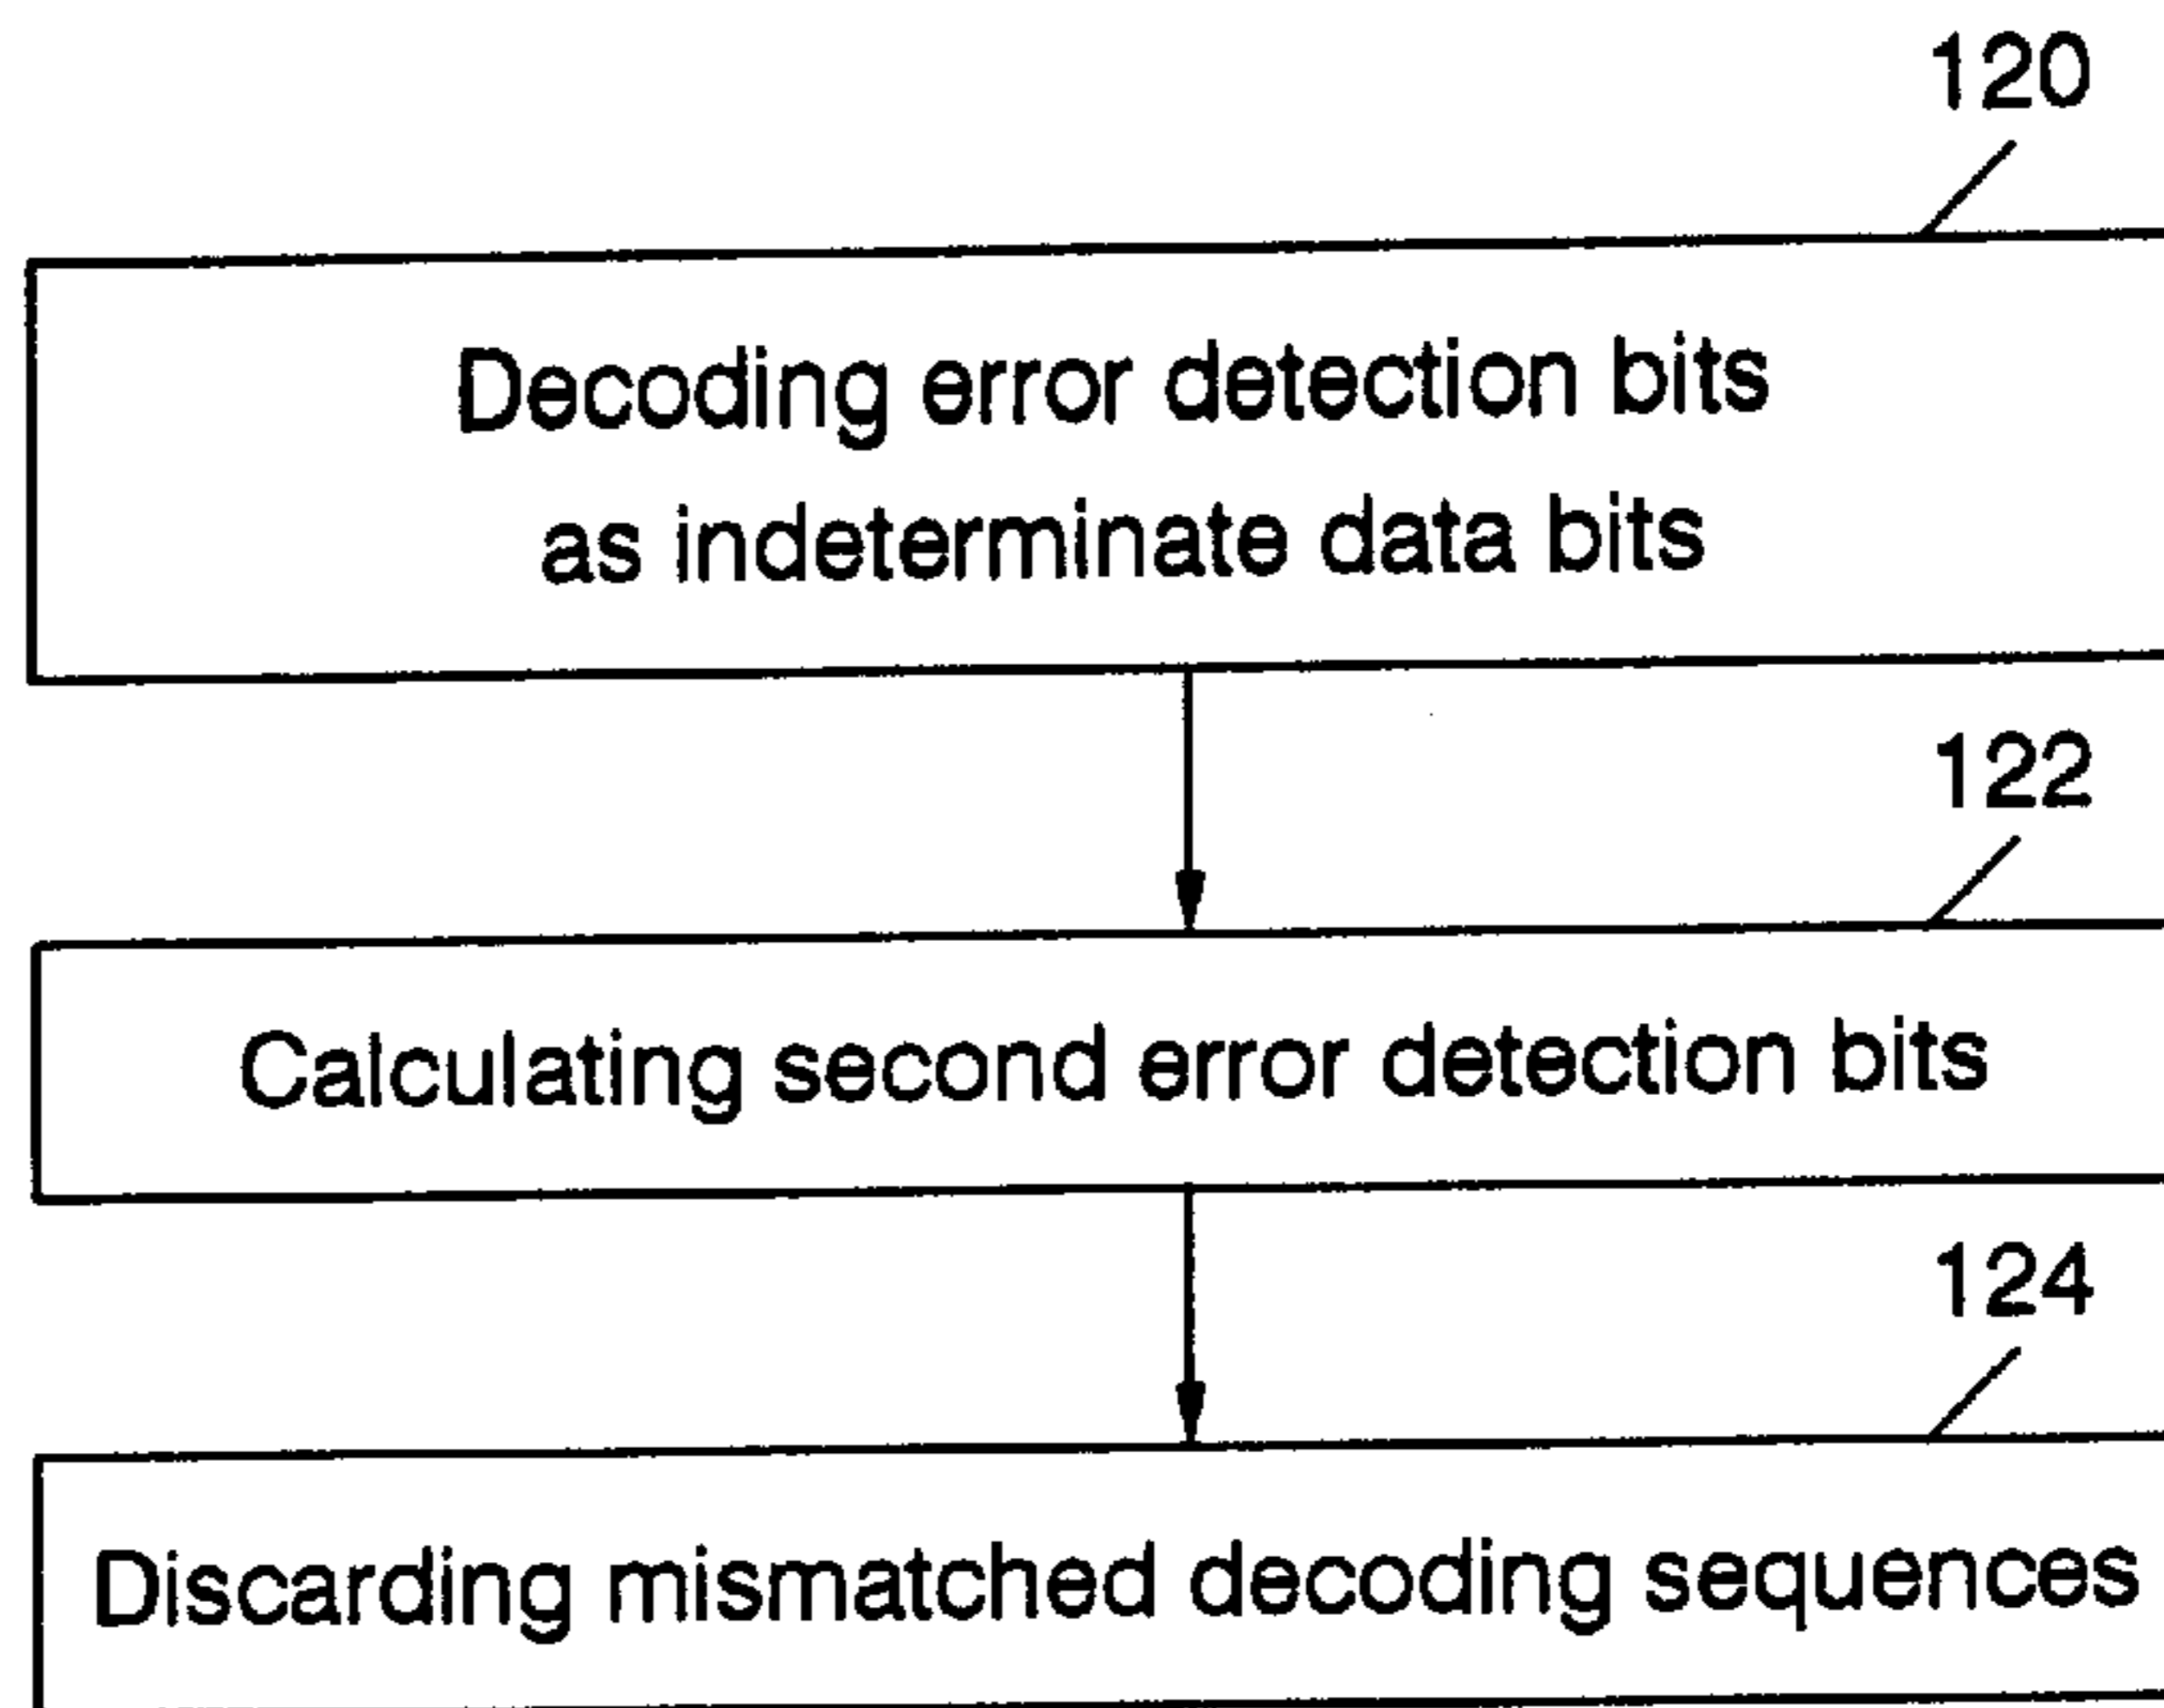 120
Decoding error detection bits
as indeterminate data bits
122
Calculating second error detection bits
124
Discarding mismatched decoding sequences